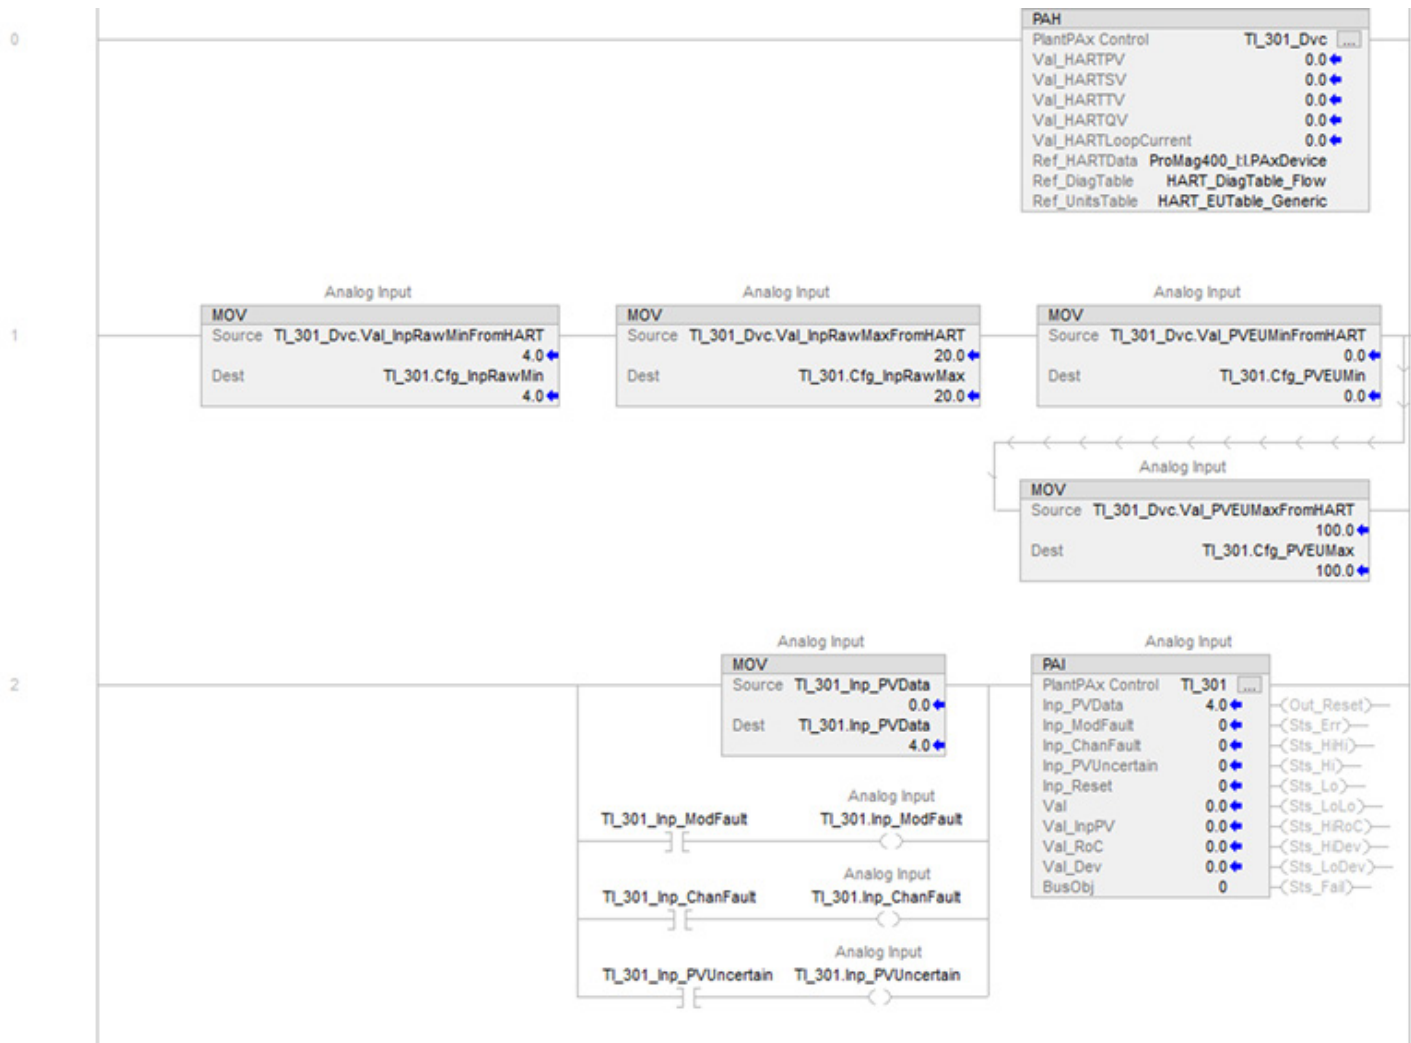 0
PAH
PlantPAx Control TI_301_Dvc ...
Val_HARTPV 0.0
Val_HARTSV 0.0
Val_HARTTV 0.0
Val_HARTQV 0.0
Val_HARTLoopCurrent 0.0
Ref_HARTData ProMag400_I:I.PAxDevice
Ref_DiagTable HART_DiagTable_Flow
Ref_UnitsTable HART_EUTable_Generic
1
Analog Input
MOV
Source TI_301_Dvc.Val_InpRawMinFromHART
4.0
Dest TI_301.Cfg_InpRawMin
4.0
Analog Input
MOV
Source TI_301_Dvc.Val_InpRawMaxFromHART
20.0
Dest TI_301.Cfg_InpRawMax
20.0
Analog Input
MOV
Source TI_301_Dvc.Val_PVEUMinFromHART
0.0
Dest TI_301.Cfg_PVEUMin
0.0
Analog Input
MOV
Source TI_301_Dvc.Val_PVEUMaxFromHART
100.0
Dest TI_301.Cfg_PVEUMax
100.0
2
Analog Input
MOV
Source TI_301_Inp_PVData
0.0
Dest TI_301.Inp_PVData
4.0
Analog Input
TI_301_Inp_ModFault TI_301.Inp_ModFault
Analog Input
TI_301_Inp_ChanFault TI_301.Inp_ChanFault
Analog Input
TI_301_Inp_PVUncertain TI_301.Inp_PVUncertain
Analog Input
PAI
PlantPAx Control TI_301 ...
Inp_PVData 4.0 (Out_Reset)
Inp_ModFault 0 (Sts_Err)
Inp_ChanFault 0 (Sts_HiHi)
Inp_PVUncertain 0 (Sts_Hi)
Inp_Reset 0 (Sts_Lo)
Val 0.0 (Sts_LoLo)
Val_InpPV 0.0 (Sts_HiRoC)
Val_RoC 0.0 (Sts_HiDev)
Val_Dev 0.0 (Sts_LoDev)
BusObj 0 (Sts_Fail)